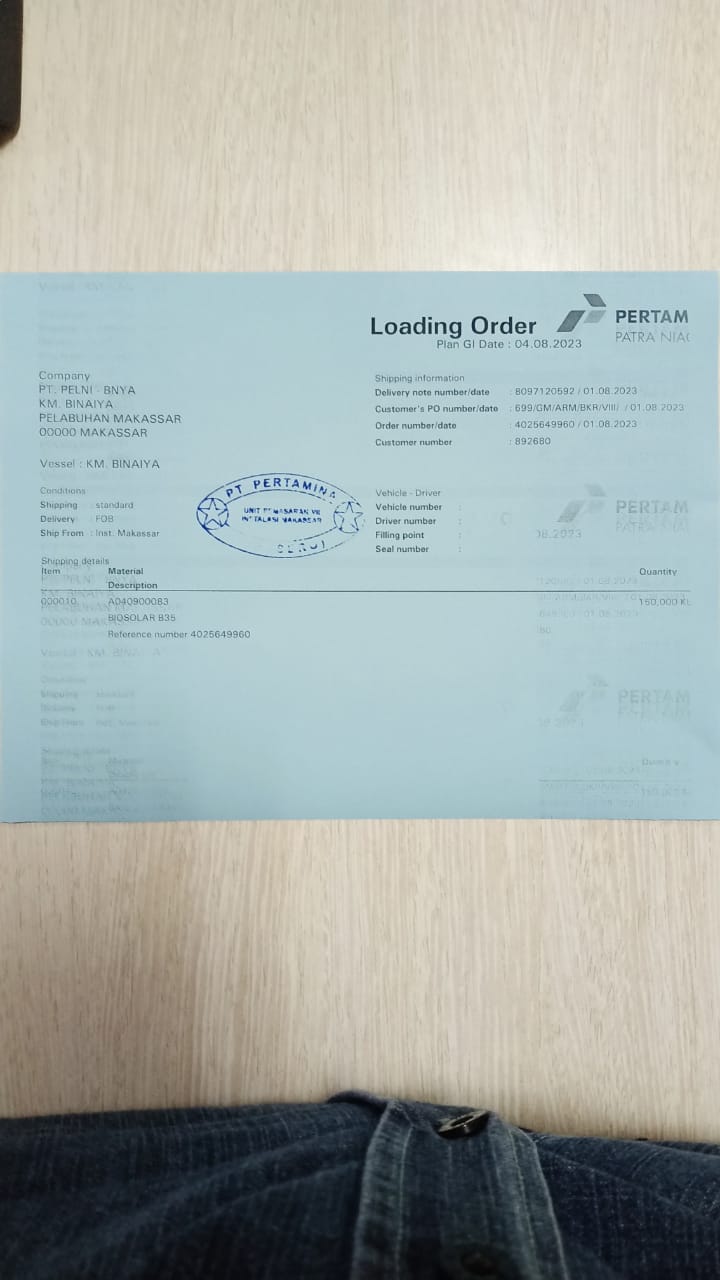 Loading Order
Plan GI Date : 04.08.2023
PERTAM
PATRA NIA
Company
PT. PELNI - BNYA
KM. BINAIYA
PELABUHAN MAKASSAR
00000 MAKASSAR
Vessel : KM. BINAIYA
Shipping information
Delivery note number/date : 8097120592 / 01.08.2023
Customer's PO number/date : 699/GM/ARM/BKR/VIII/ / 01.08.2023
Order number/date : 4025649960 / 01.08.2023
Customer number : 892680
Conditions
Shipping : standard
Delivery : FOB
Ship From : Inst. Makassar
PT PERTAMINA
UNIT PEMASARAN VII
INSTALASI MAKASSAR
Vehicle - Driver
Vehicle number :
Driver number :
Filling point :
Seal number :
PERTAM
08.2023
Shipping details
Item Material Quantity
Description
000010 A040900083 150,000 KL
BIOSOLAR B35
Reference number 4025649960
PERTAM